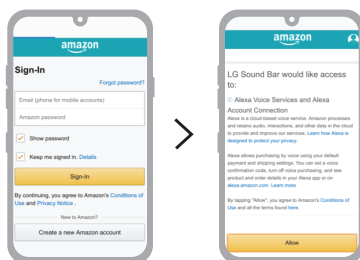 amazon
Sign-In
Forgot password?
Email (phone for mobile accounts)
Amazon password
Show password
Keep me signed in. Details
Sign-In
By continuing, you agree to Amazon's Conditions of
Use and Privacy Notice .
New to Amazon?
Create a new Amazon account
amazon
LG Sound Bar would like access
to:
Alexa Voice Services and Alexa
Account Connection
Alexa is a cloud-based voice service. Amazon processes
and retains audio, interactions, and other data in the cloud
to provide and improve our services. Learn how Alexa is
designed to protect your privacy.
Alexa allows purchasing by voice using your default
payment and shipping settings. You can set a voice
confirmation code, turn off voice purchasing, and see
product and order details in your Alexa app or on
alexa.amazon.com. Learn more
By tapping "Allow", you agree to Amazon's Conditions of
Use and all the terms found here.
Allow